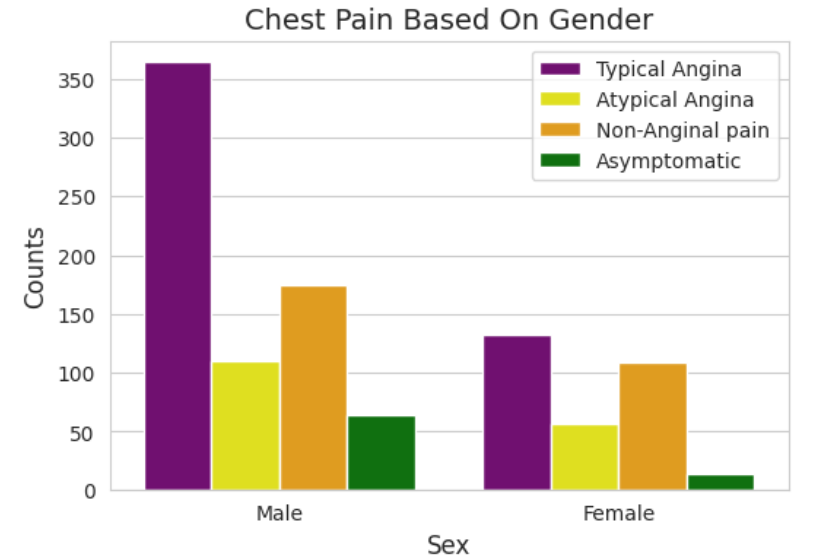 Chest Pain Based On Gender
Typical Angina
Atypical Angina
Non-Anginal pain
Asymptomatic
Counts
350
300
250
200
150
100
50
0
Male
Female
Sex